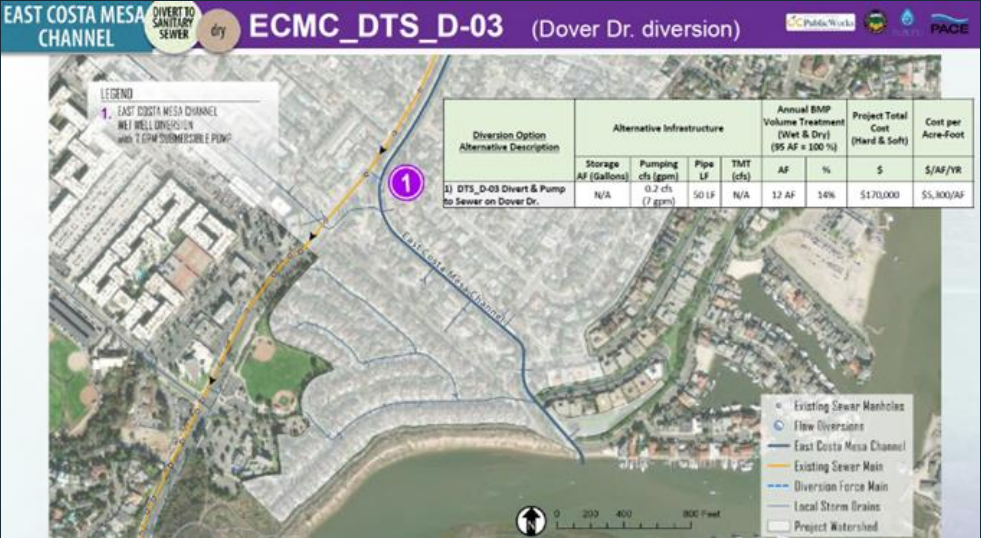 EAST COSTA MESA
CHANNEL
DIVERT TO
SANITARY
SEWER
dry
ECMC_DTS_D-03 (Dover Dr. diversion)
OC Public Works
PACE
LEGEND
1. EAST COSTA MESA CHANNEL
WET WELL DIVERSION
with 7 GPM SUBMERSIBLE PUMP
Diversion Option
Alternative Description
Alternative Infrastructure
Annual BMP
Volume Treatment
(Wet & Dry)
(95 AF = 100 %)
Project Total
Cost
(Hard & Soft)
Cost per
Acre-Foot
Storage
AF (Gallons)
Pumping
cfs (gpm)
Pipe
LF
TMT
(cfs)
AF
%
$
$/AF/YR
1) DTS_D-03 Divert & Pump
to Sewer on Dover Dr.
N/A
0.2 cfs
(7 gpm)
50 LF
N/A
12 AF
14%
$170,000
$5,300/AF
1
East Costa Mesa Channel
Existing Sewer Manholes
Flow Diversions
East Costa Mesa Channel
Existing Sewer Main
Diversion Force Main
Local Storm Drains
Project Watershed
N
0 200 400 800 Feet